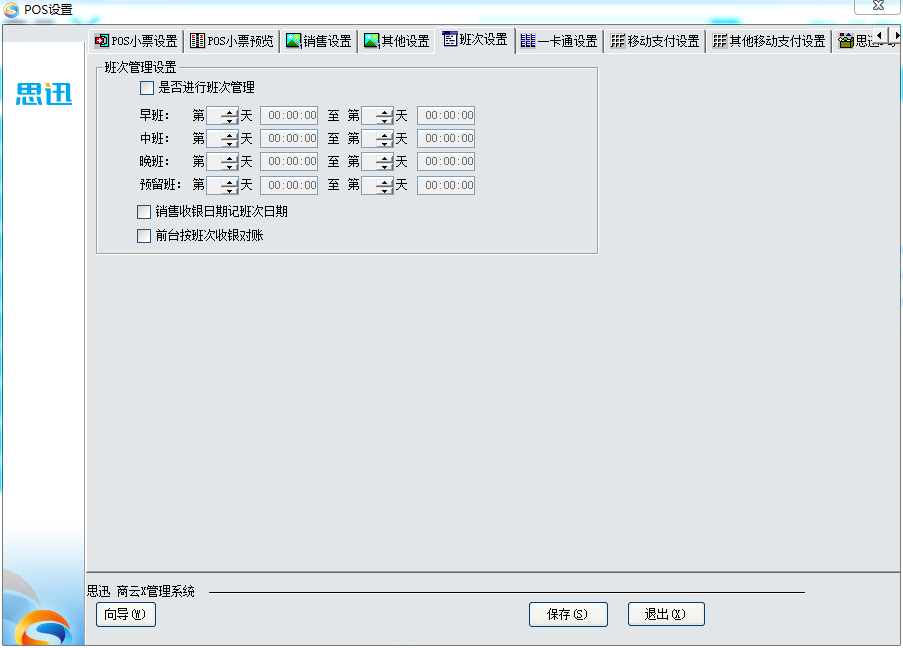 POS设置
POS小票设置 POS小票预览 销售设置 其他设置 班次设置 一卡通设置 移动支付设置 其他移动支付设置 思迅
思迅
班次管理设置
是否进行班次管理
早班: 第 天 00:00:00 至 第 天 00:00:00
中班: 第 天 00:00:00 至 第 天 00:00:00
晚班: 第 天 00:00:00 至 第 天 00:00:00
预留班: 第 天 00:00:00 至 第 天 00:00:00
销售收银日期记班次日期
前台按班次收银对账
思迅 商云X管理系统
向导(W) 保存(S) 退出(X)